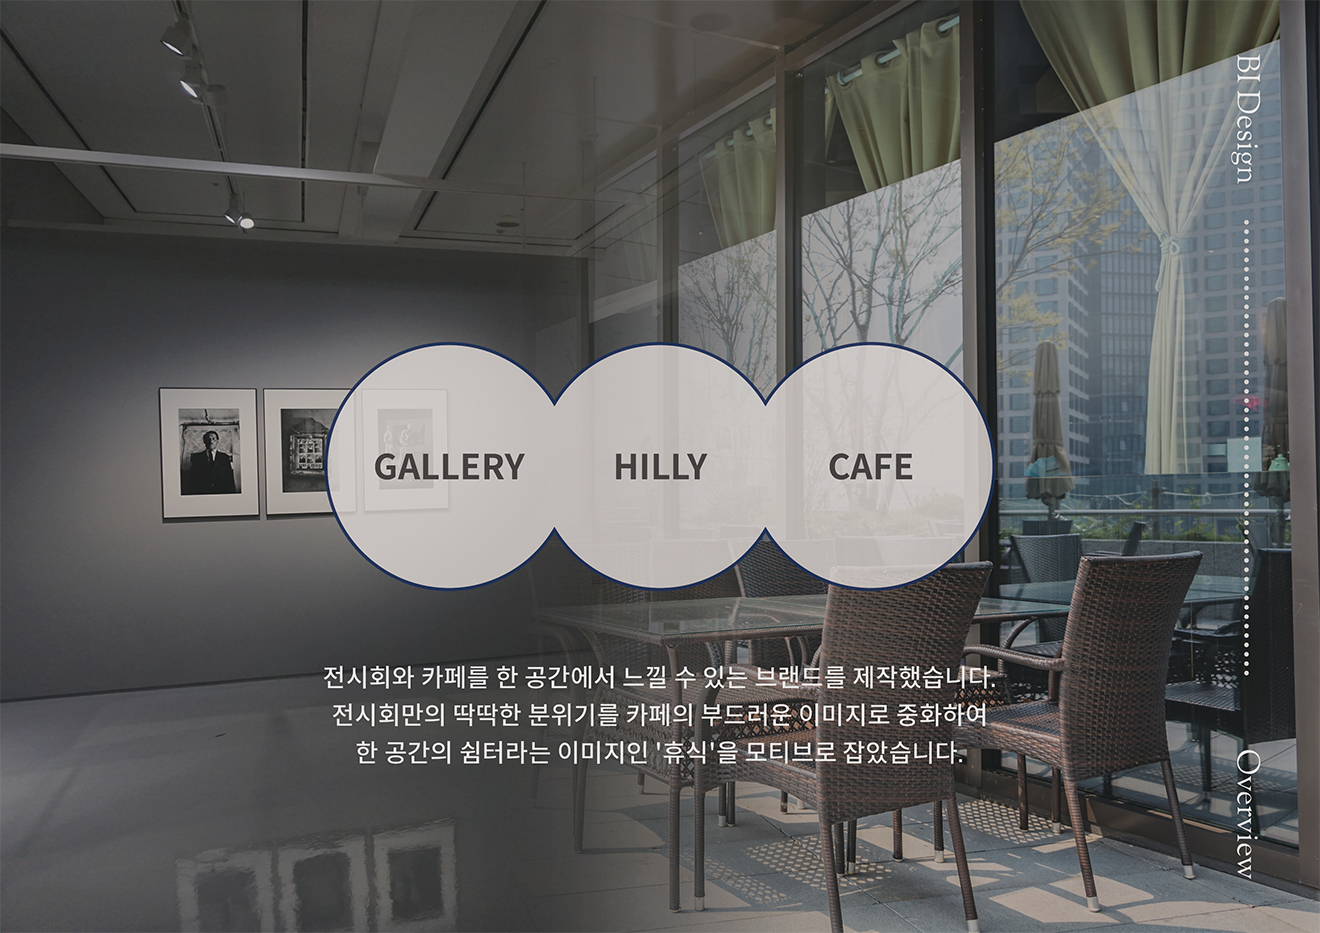 BI Design
GALLERY HILLY CAFE
전시회와 카페를 한 공간에서 느낄 수 있는 브랜드를 제작했습니다.
전시회만의 딱딱한 분위기를 카페의 부드러운 이미지로 중화하여
한 공간의 쉼터라는 이미지인 '휴식'을 모티브로 잡았습니다.
Overview